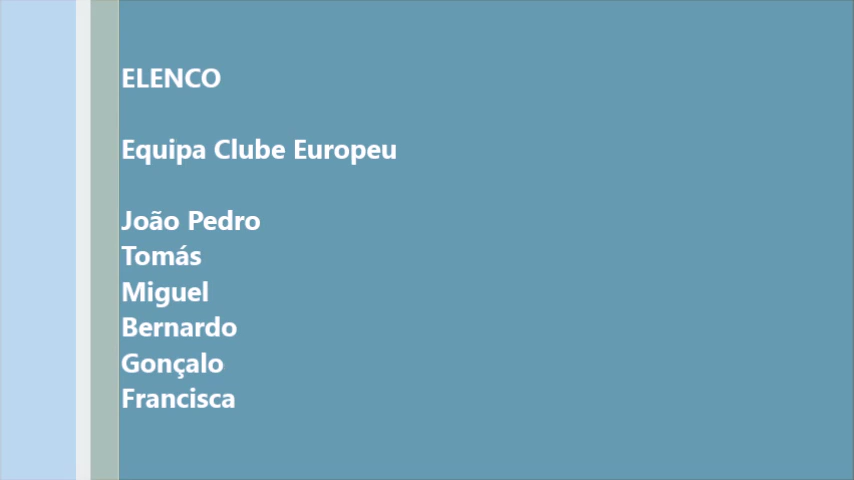 ELENCO
Equipa Clube Europeu
João Pedro
Tomás
Miguel
Bernardo
Gonçalo
Francisca